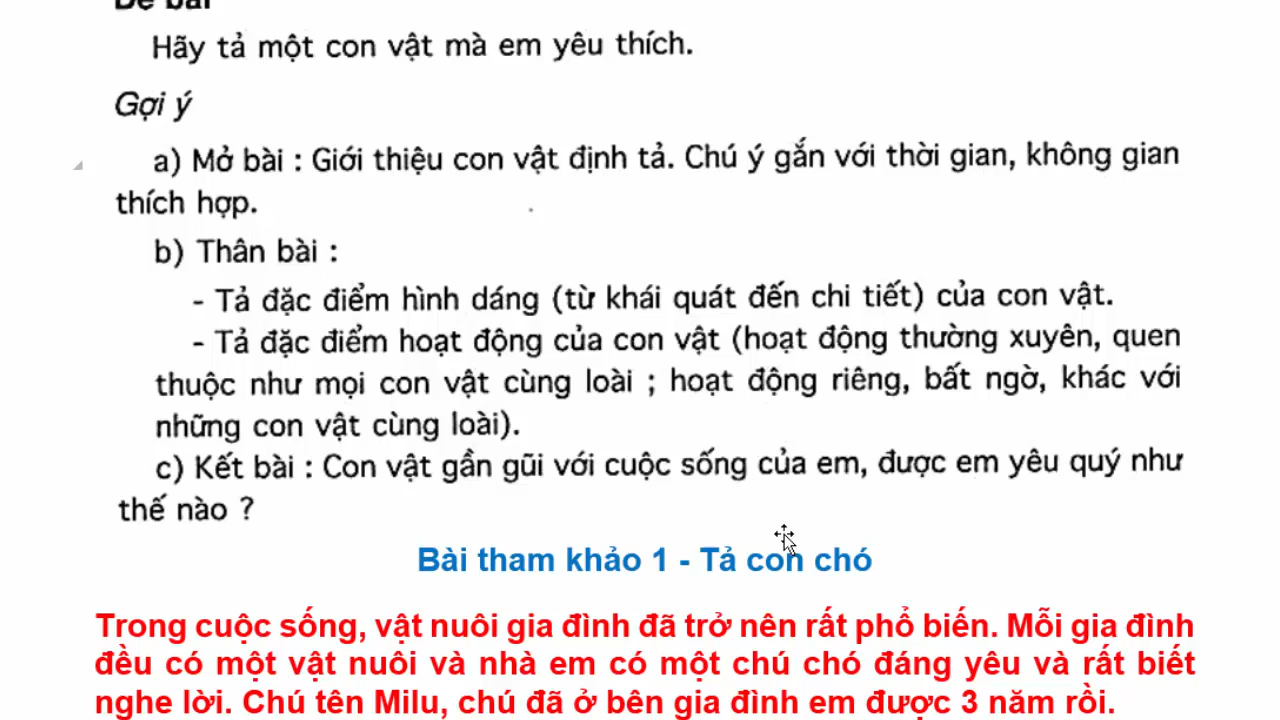 Đề bài
Hãy tả một con vật mà em yêu thích.
Gợi ý
a) Mở bài : Giới thiệu con vật định tả. Chú ý gắn với thời gian, không gian
thích hợp.
b) Thân bài :
- Tả đặc điểm hình dáng (từ khái quát đến chi tiết) của con vật.
- Tả đặc điểm hoạt động của con vật (hoạt động thường xuyên, quen
thuộc như mọi con vật cùng loài ; hoạt động riêng, bất ngờ, khác với
những con vật cùng loài).
c) Kết bài : Con vật gần gũi với cuộc sống của em, được em yêu quý như
thế nào ?
Bài tham khảo 1 - Tả con chó
Trong cuộc sống, vật nuôi gia đình đã trở nên rất phổ biến. Mỗi gia đình
đều có một vật nuôi và nhà em có một chú chó đáng yêu và rất biết
nghe lời. Chú tên Milu, chú đã ở bên gia đình em được 3 năm rồi.